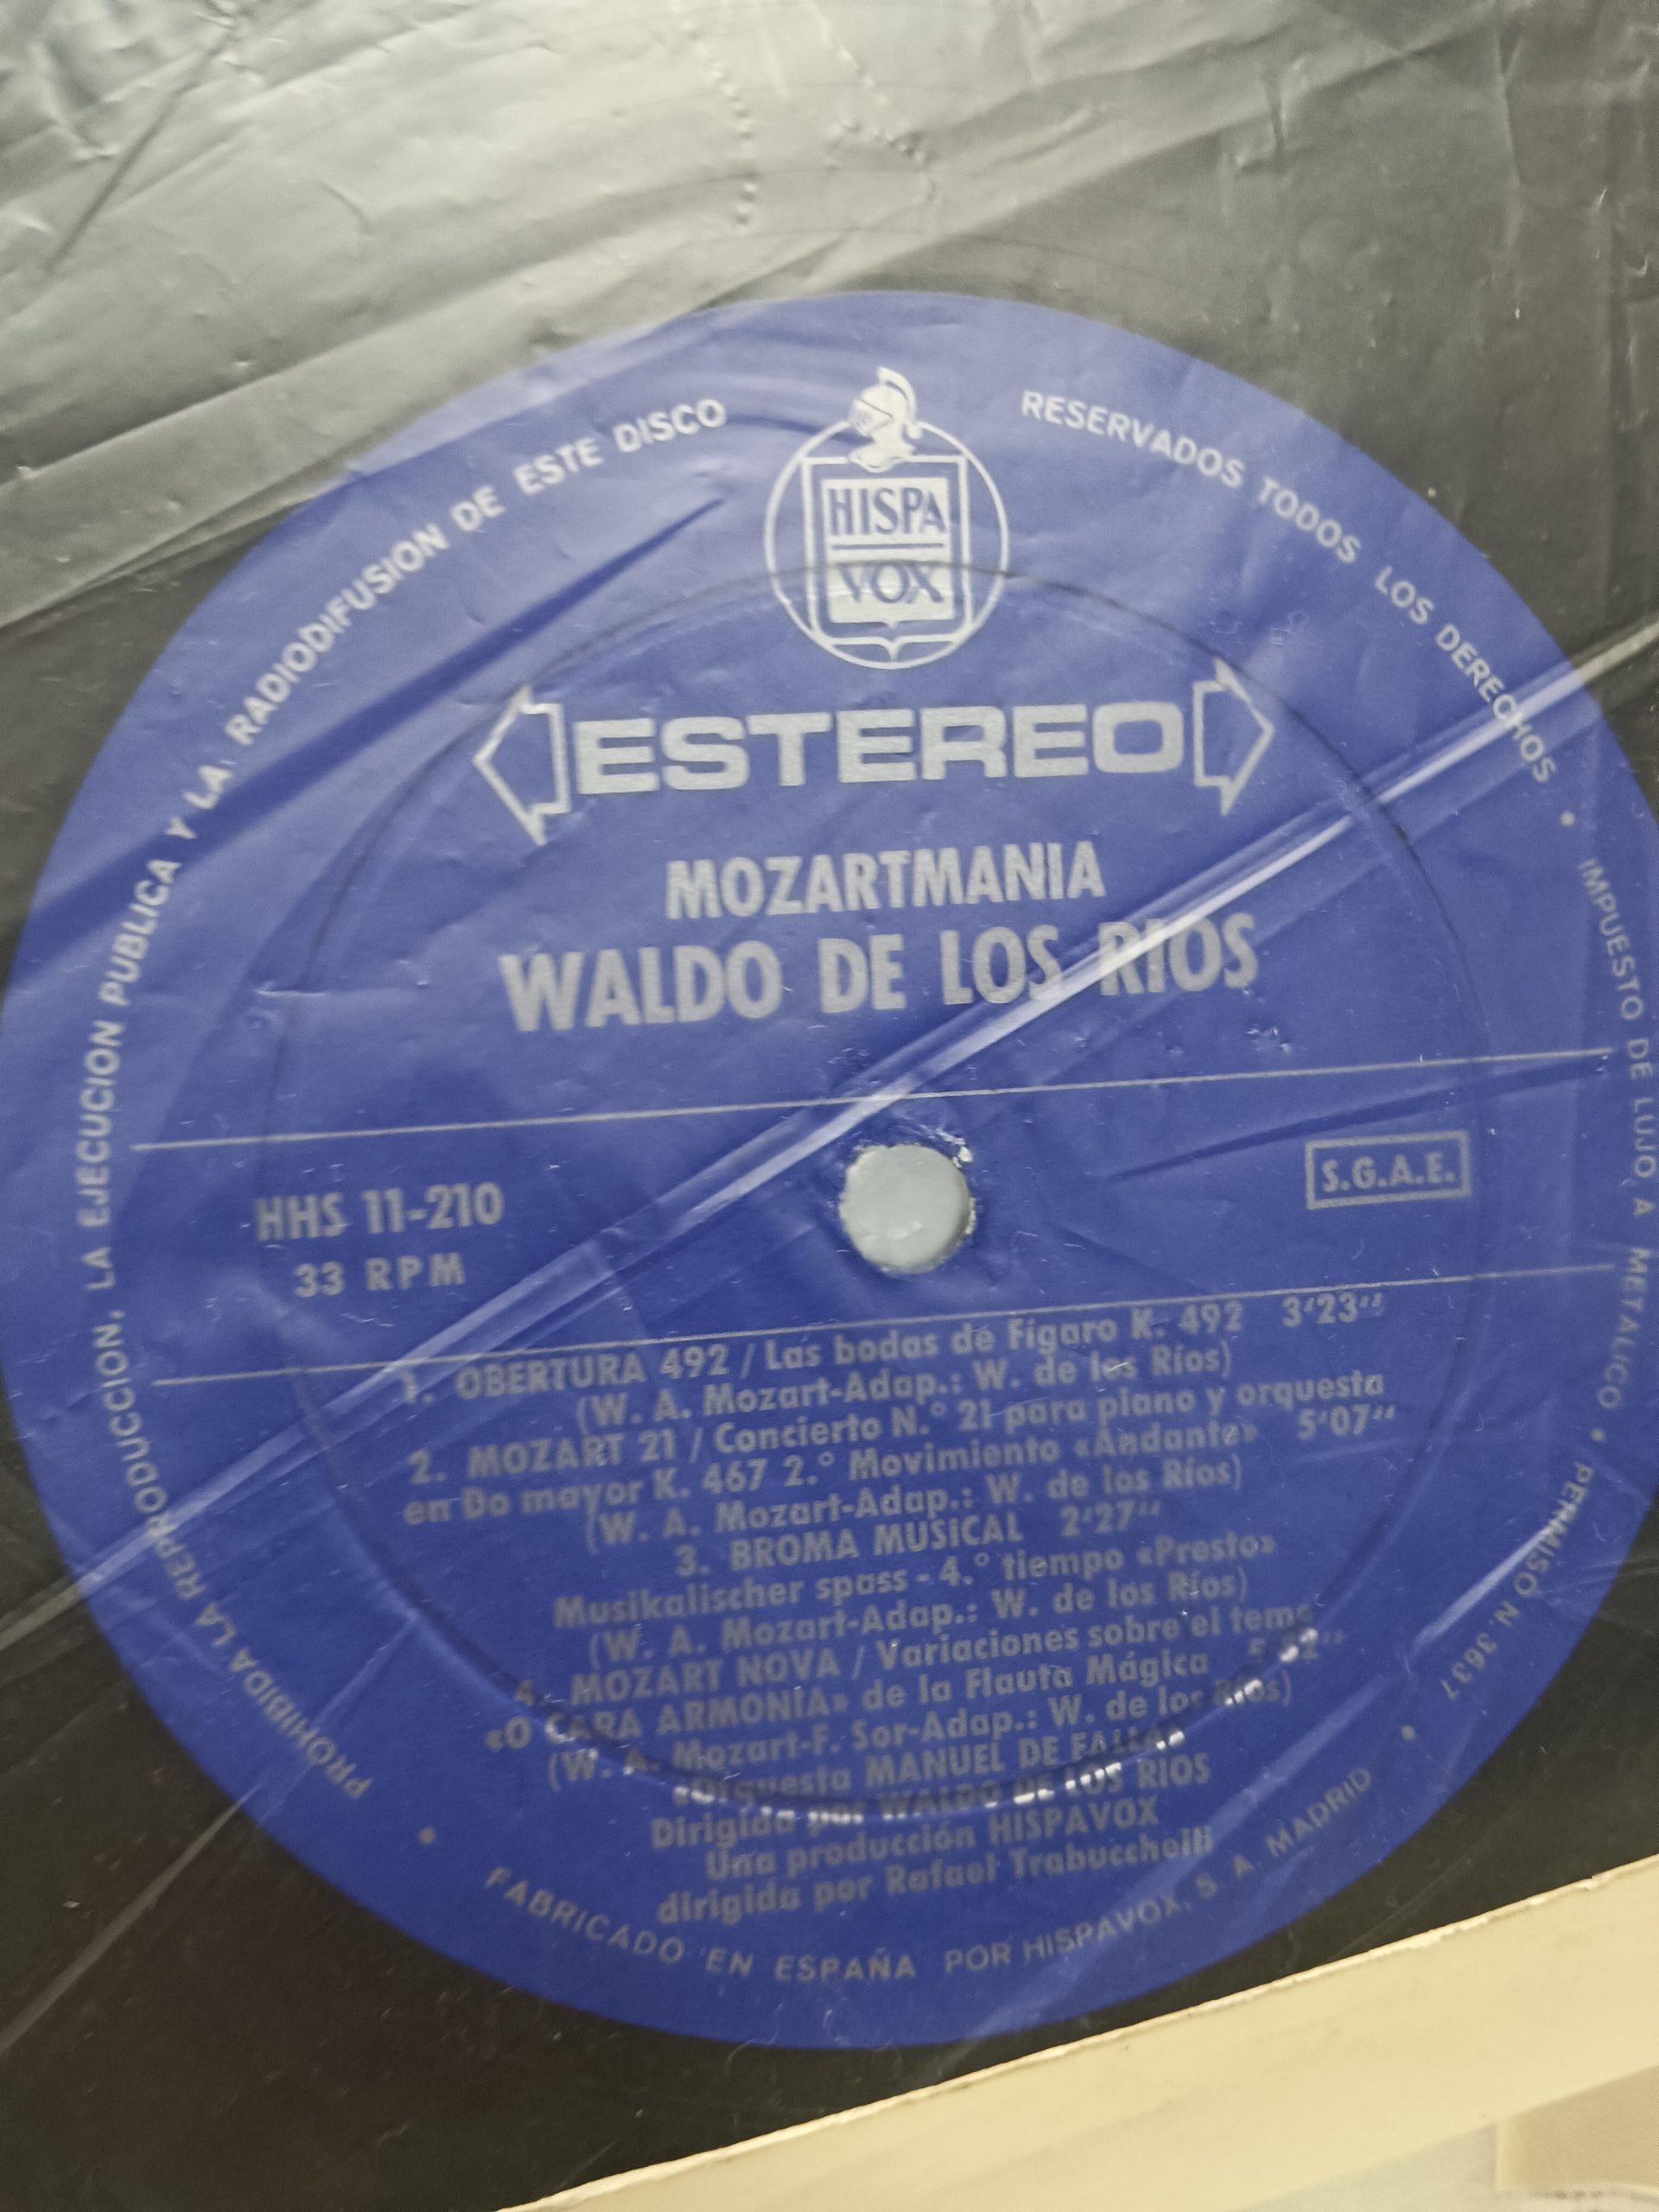 PROHIBIDA LA REPRODUCCION, LA EJECUCION PUBLICA Y LA RADIODIFUSION DE ESTE DISCO
RESERVADOS TODOS LOS DERECHOS • IMPUESTO DE LUJO A METALICO • PERMISO N. 3637
HISPA
VOX
ESTEREO
MOZARTMANIA
WALDO DE LOS RIOS
HHS 11-210
33 RPM
S.G.A.E.
1. OBERTURA 492 / Las bodas de Fígaro K. 492 3'23"
(W. A. Mozart-Adap.: W. de los Ríos)
2. MOZART 21 / Concierto N.° 21 para piano y orquesta
en Do mayor K. 467 2.° Movimiento «Andante» 5'07"
(W. A. Mozart-Adap.: W. de los Ríos)
3. BROMA MUSICAL 2'27"
Musikalischer spass - 4.° tiempo «Presto»
(W. A. Mozart-Adap.: W. de los Ríos)
4. MOZART NOVA / Variaciones sobre el tema
«O CARA ARMONÍA» de la Flauta Mágica
(W. A. Mozart-F. Sor-Adap.: W. de los Ríos)
Orquesta MANUEL DE FALLA
Dirigida por WALDO DE LOS RIOS
Una producción HISPAVOX
dirigida por Rafael Trabucchelli
• FABRICADO EN ESPAÑA POR HISPAVOX, S. A. MADRID •